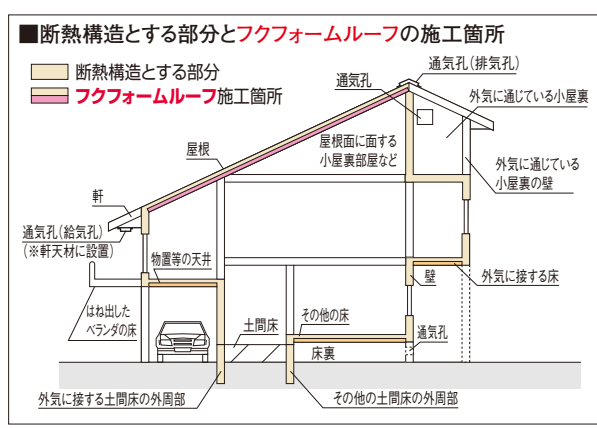 ■断熱構造とする部分とフクフォームルーフの施工箇所
断熱構造とする部分
フクフォームルーフ施工箇所
通気孔(排気孔)
通気孔
外気に通じている小屋裏
屋根
屋根面に面する
小屋裏部屋など
外気に通じている
小屋裏の壁
軒
通気孔(給気孔)
(※軒天材に設置)
物置等の天井
壁
外気に接する床
はね出した
ベランダの床
土間床
その他の床
通気孔
床裏
外気に接する土間床の外周部
その他の土間床の外周部